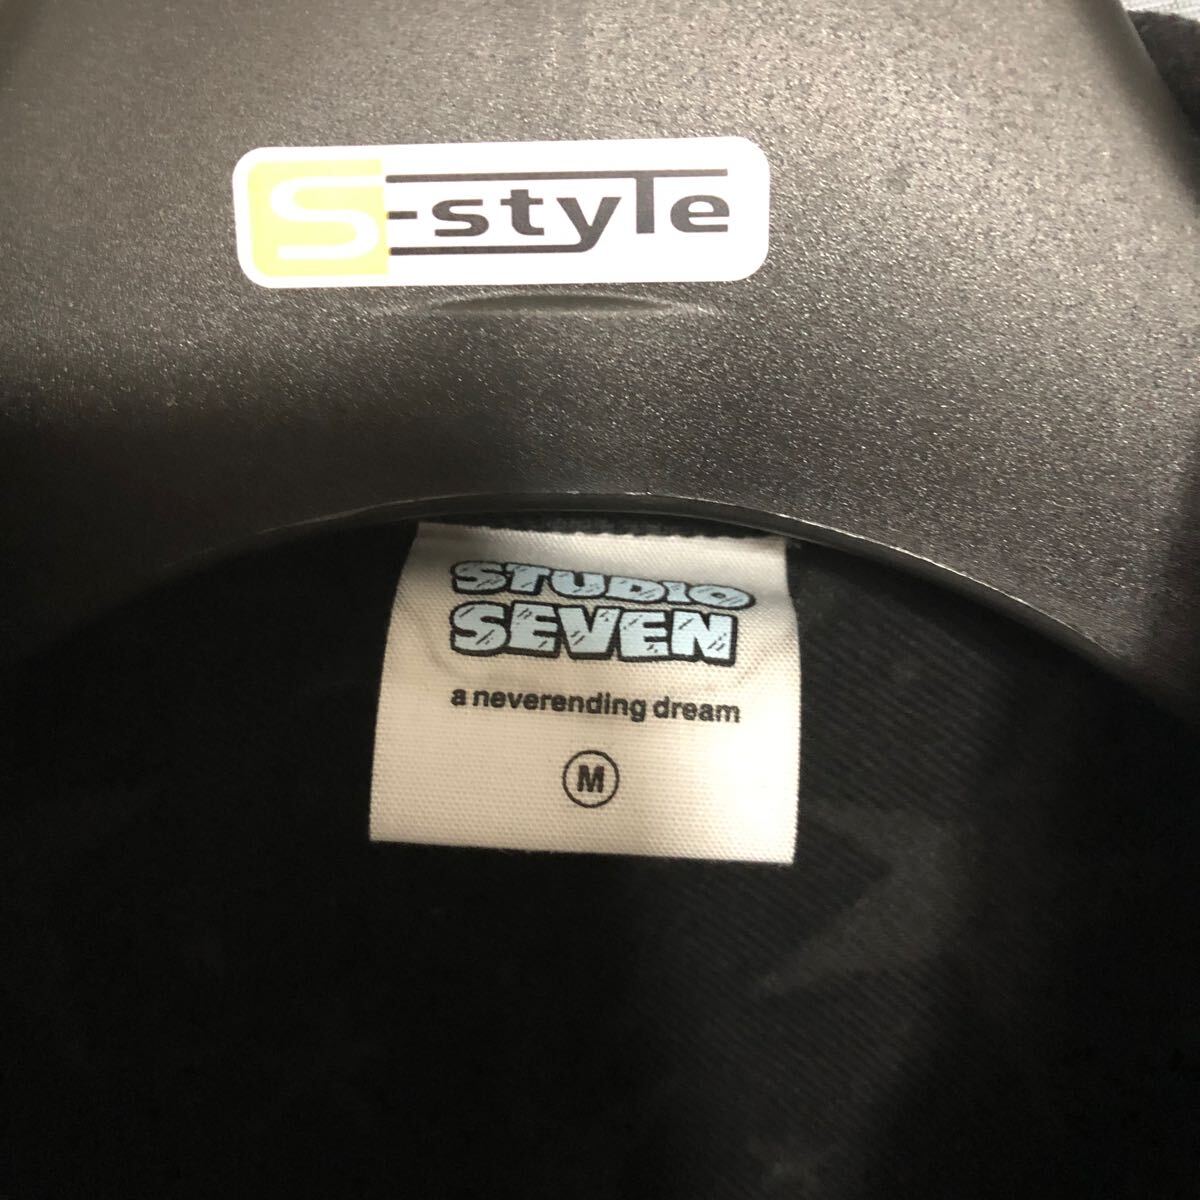 S-style
STUDIO
SEVEN
a neverending dream
M